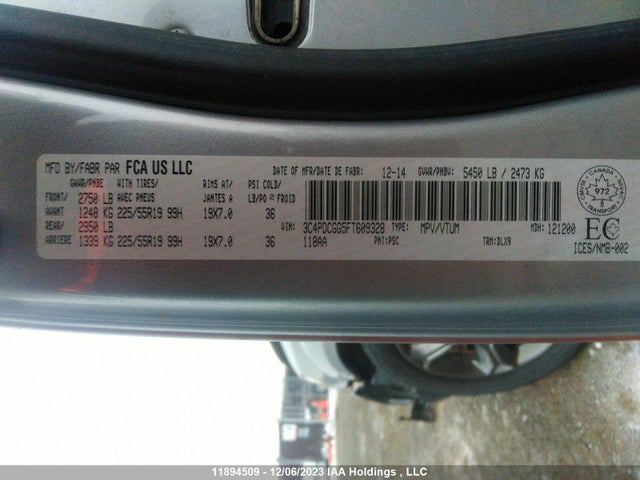 MFD BY/FABR PAR FCA US LLC DATE OF MFR/DATE DE FABR: 12-14 GVWR/PNBV: 5450 LB / 2473 KG
GAWR/PNBE WITH TIRES/ RIMS AT/ PSI COLD/
FRONT/ 2750 LB AVEC PNEUS JANTES A LB/PO² FROID
AVANT 1248 KG 225/55R19 99H 19X7.0 36
REAR/ 2950 LB
ARRIERE 1339 KG 225/55R19 99H 19X7.0 36
VIN: 3C4PDCGG5FT609328 TYPE: MPV/VTUM MDH: 121200
118AA PNT: PSC TRM: DLX9
CANADA
972
TRANSPORT
CMVSS
NSVAC
EC
ICES/NMB-002
11894509 - 12/06/2023 IAA Holdings , LLC